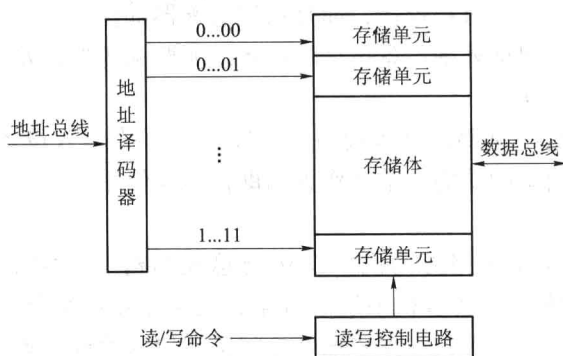 0...00
存储单元
0...01
存储单元
地址译码器
地址总线
⋮
存储体
数据总线
1...11
存储单元
读/写命令
读写控制电路